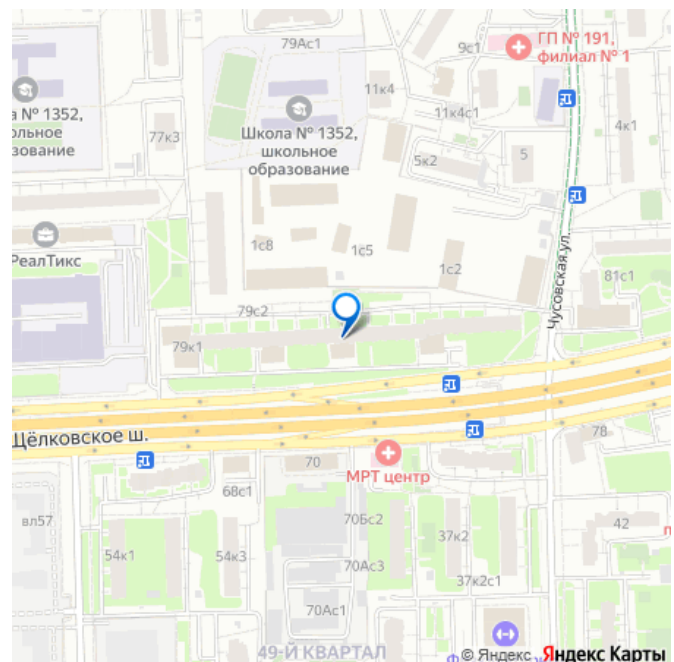 79Ас1
9с1
ГП № 191,
филиал № 1
11к4
11к4с1
а № 1352,
ольное
зование
77к3
Школа № 1352,
школьное
образование
5к2
5
4к1
РеалТикс
1с8
1с5
1с2
Чусовская ул.
81с1
79с2
79к1
Щёлковское ш.
70
МРТ центр
78
68с1
вл57
70Бс2
42
54к1
54к3
37к2
70Ас3
37к2с1
70Ас1
49-Й КВАРТАЛ
© Яндекс
Яндекс Карты